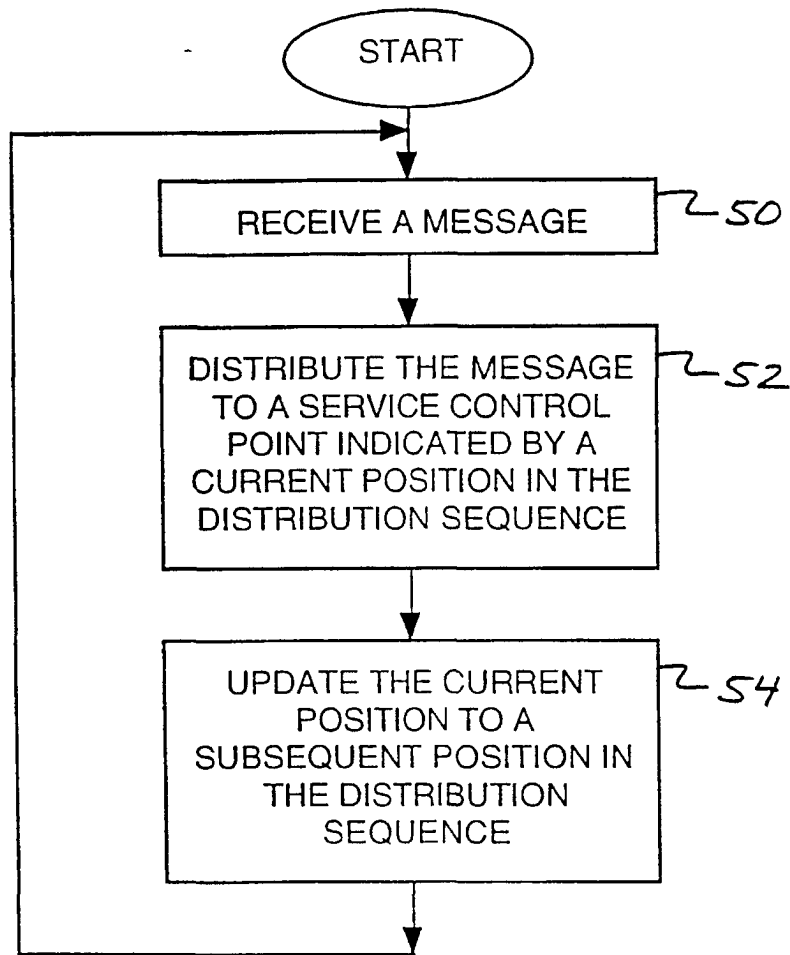 START
RECEIVE A MESSAGE
50
DISTRIBUTE THE MESSAGE
TO A SERVICE CONTROL
POINT INDICATED BY A
CURRENT POSITION IN THE
DISTRIBUTION SEQUENCE
52
UPDATE THE CURRENT
POSITION TO A
SUBSEQUENT POSITION IN
THE DISTRIBUTION
SEQUENCE
54